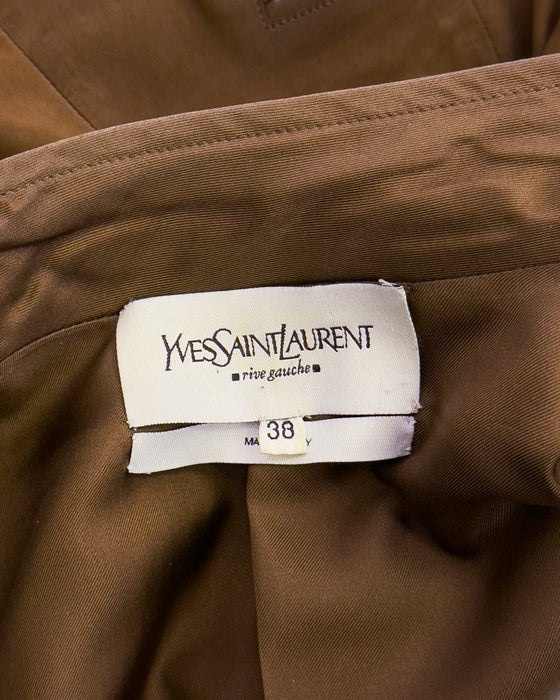 YVESSAINTLAURENT
rive gauche
38